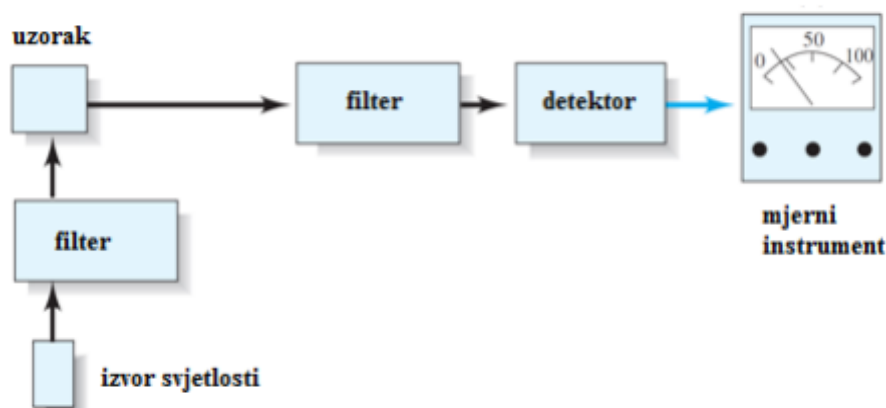 uzorak
filter
detektor
0 50 100
mjerni
instrument
filter
izvor svjetlosti